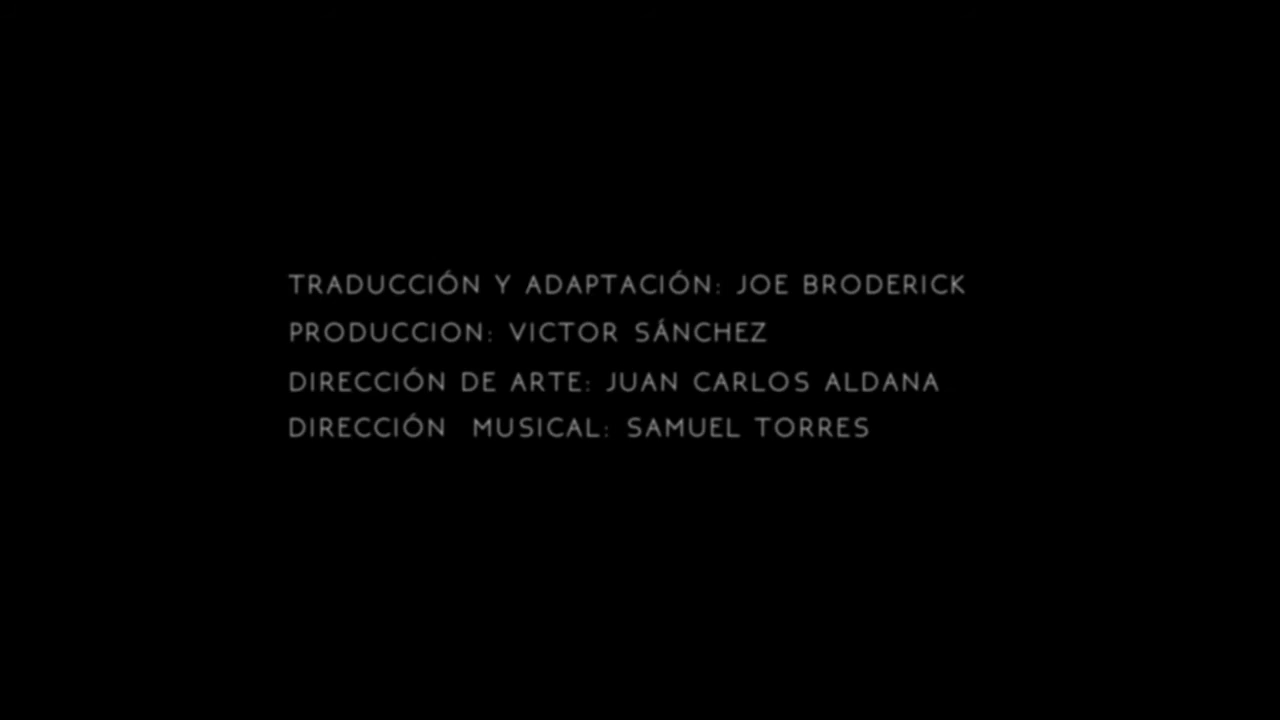 TRADUCCIÓN Y ADAPTACIÓN: JOE BRODERICK
PRODUCCION: VICTOR SÁNCHEZ
DIRECCIÓN DE ARTE: JUAN CARLOS ALDANA
DIRECCIÓN  MUSICAL: SAMUEL TORRES